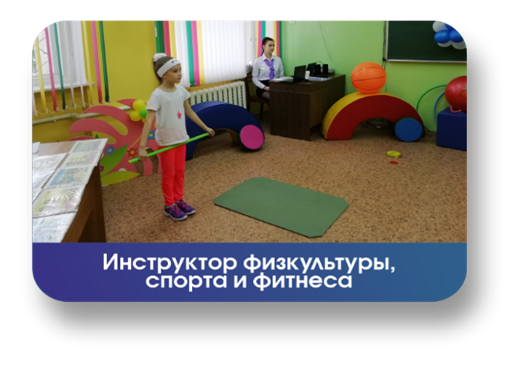 Инструктор физкультуры,
спорта и фитнеса